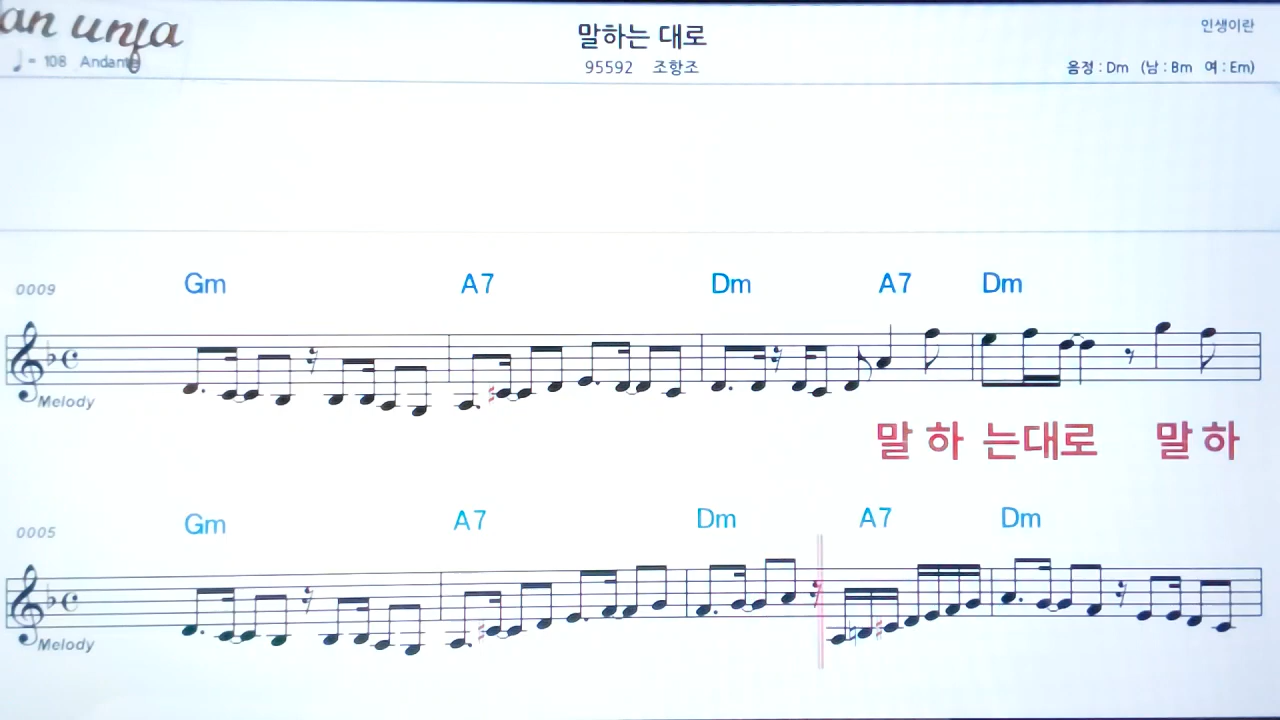 an unja
말하는 대로
인생이란
♩= 108 Andante
95592 조항조
음정 : Dm (남 : Bm 여 : Em)
0009
Gm A7 Dm A7 Dm
Melody
말 하 는대로 말 하
0005
Gm A7 Dm A7 Dm
Melody